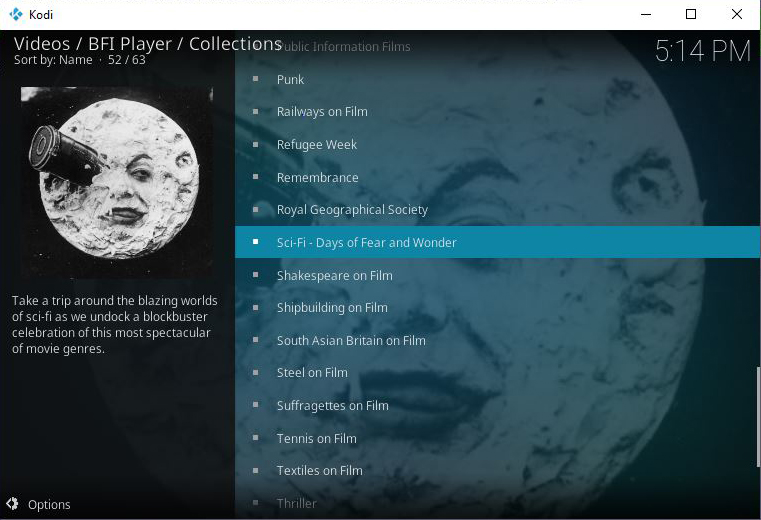 Kodi
Videos / BFI Player / Collections
Sort by: Name · 52 / 63
5:14 PM
Public Information Films
Punk
Railways on Film
Refugee Week
Remembrance
Royal Geographical Society
Sci-Fi - Days of Fear and Wonder
Shakespeare on Film
Shipbuilding on Film
South Asian Britain on Film
Steel on Film
Suffragettes on Film
Tennis on Film
Textiles on Film
Thriller
Take a trip around the blazing worlds
of sci-fi as we undock a blockbuster
celebration of this most spectacular
of movie genres.
Options